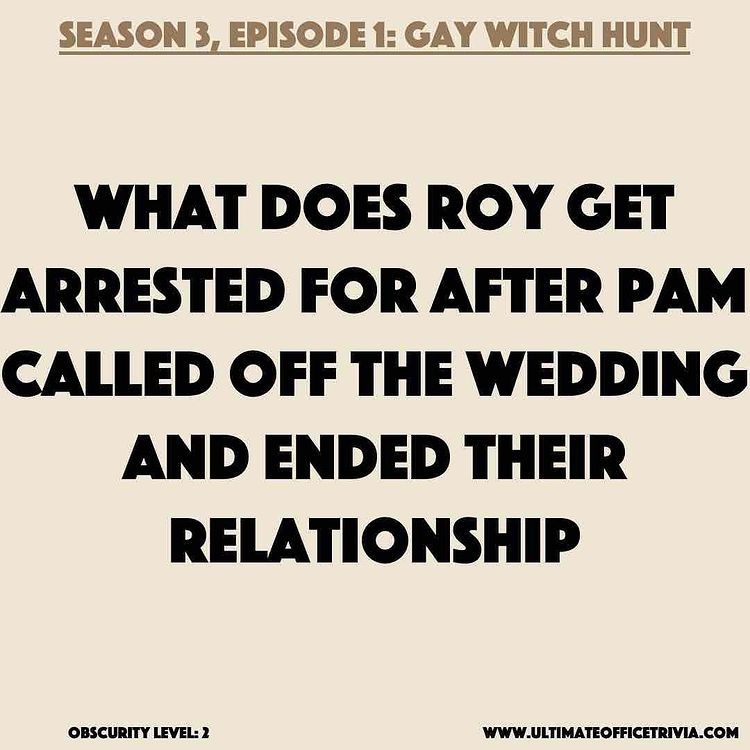 SEASON 3, EPISODE 1: GAY WITCH HUNT
WHAT DOES ROY GET
ARRESTED FOR AFTER PAM
CALLED OFF THE WEDDING
AND ENDED THEIR
RELATIONSHIP
OBSCURITY LEVEL: 2
WWW.ULTIMATEOFFICETRIVIA.COM